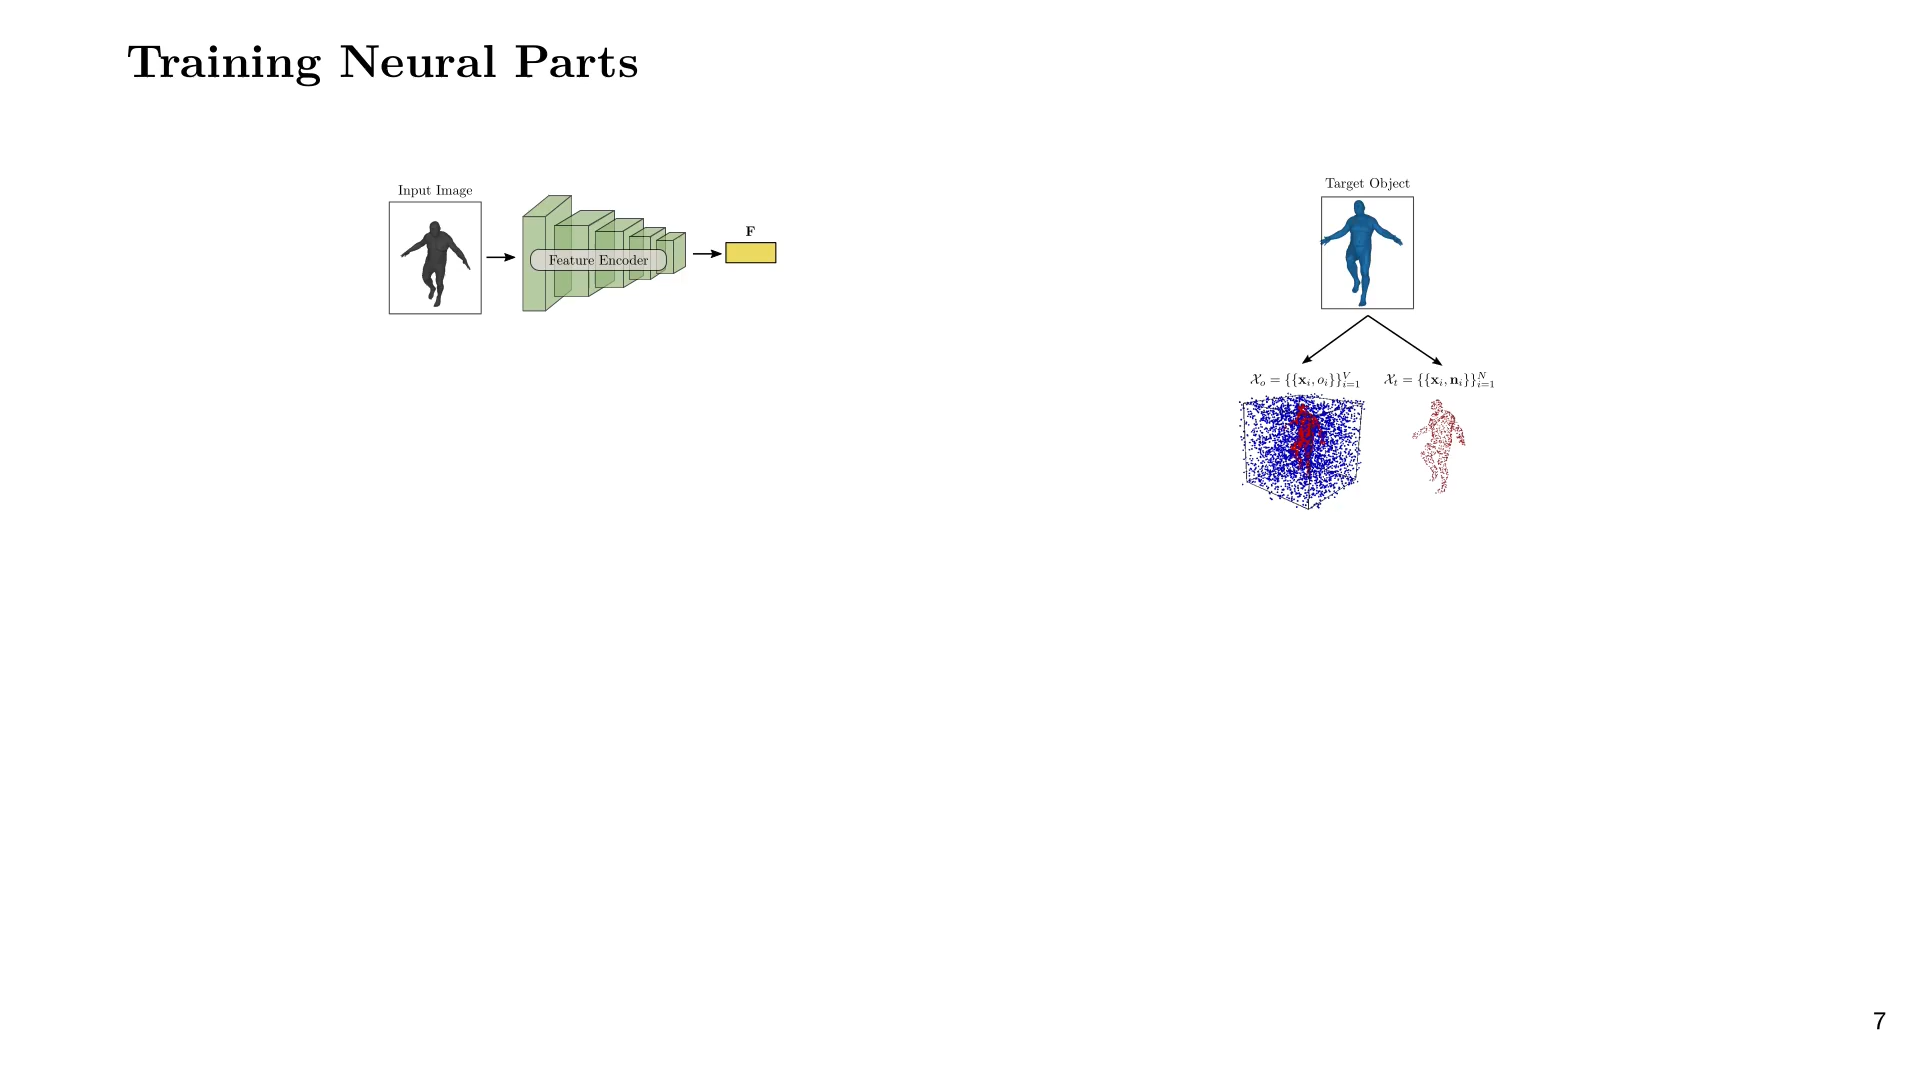 Training Neural Parts
Input Image
Feature Encoder
F
Target Object
𝒳ₒ = {{𝐱ᵢ, oᵢ}}ᵢ₌₁ⱽ
𝒳ₜ = {{𝐱ᵢ, 𝐧ᵢ}}ᵢ₌₁ᴺ
7